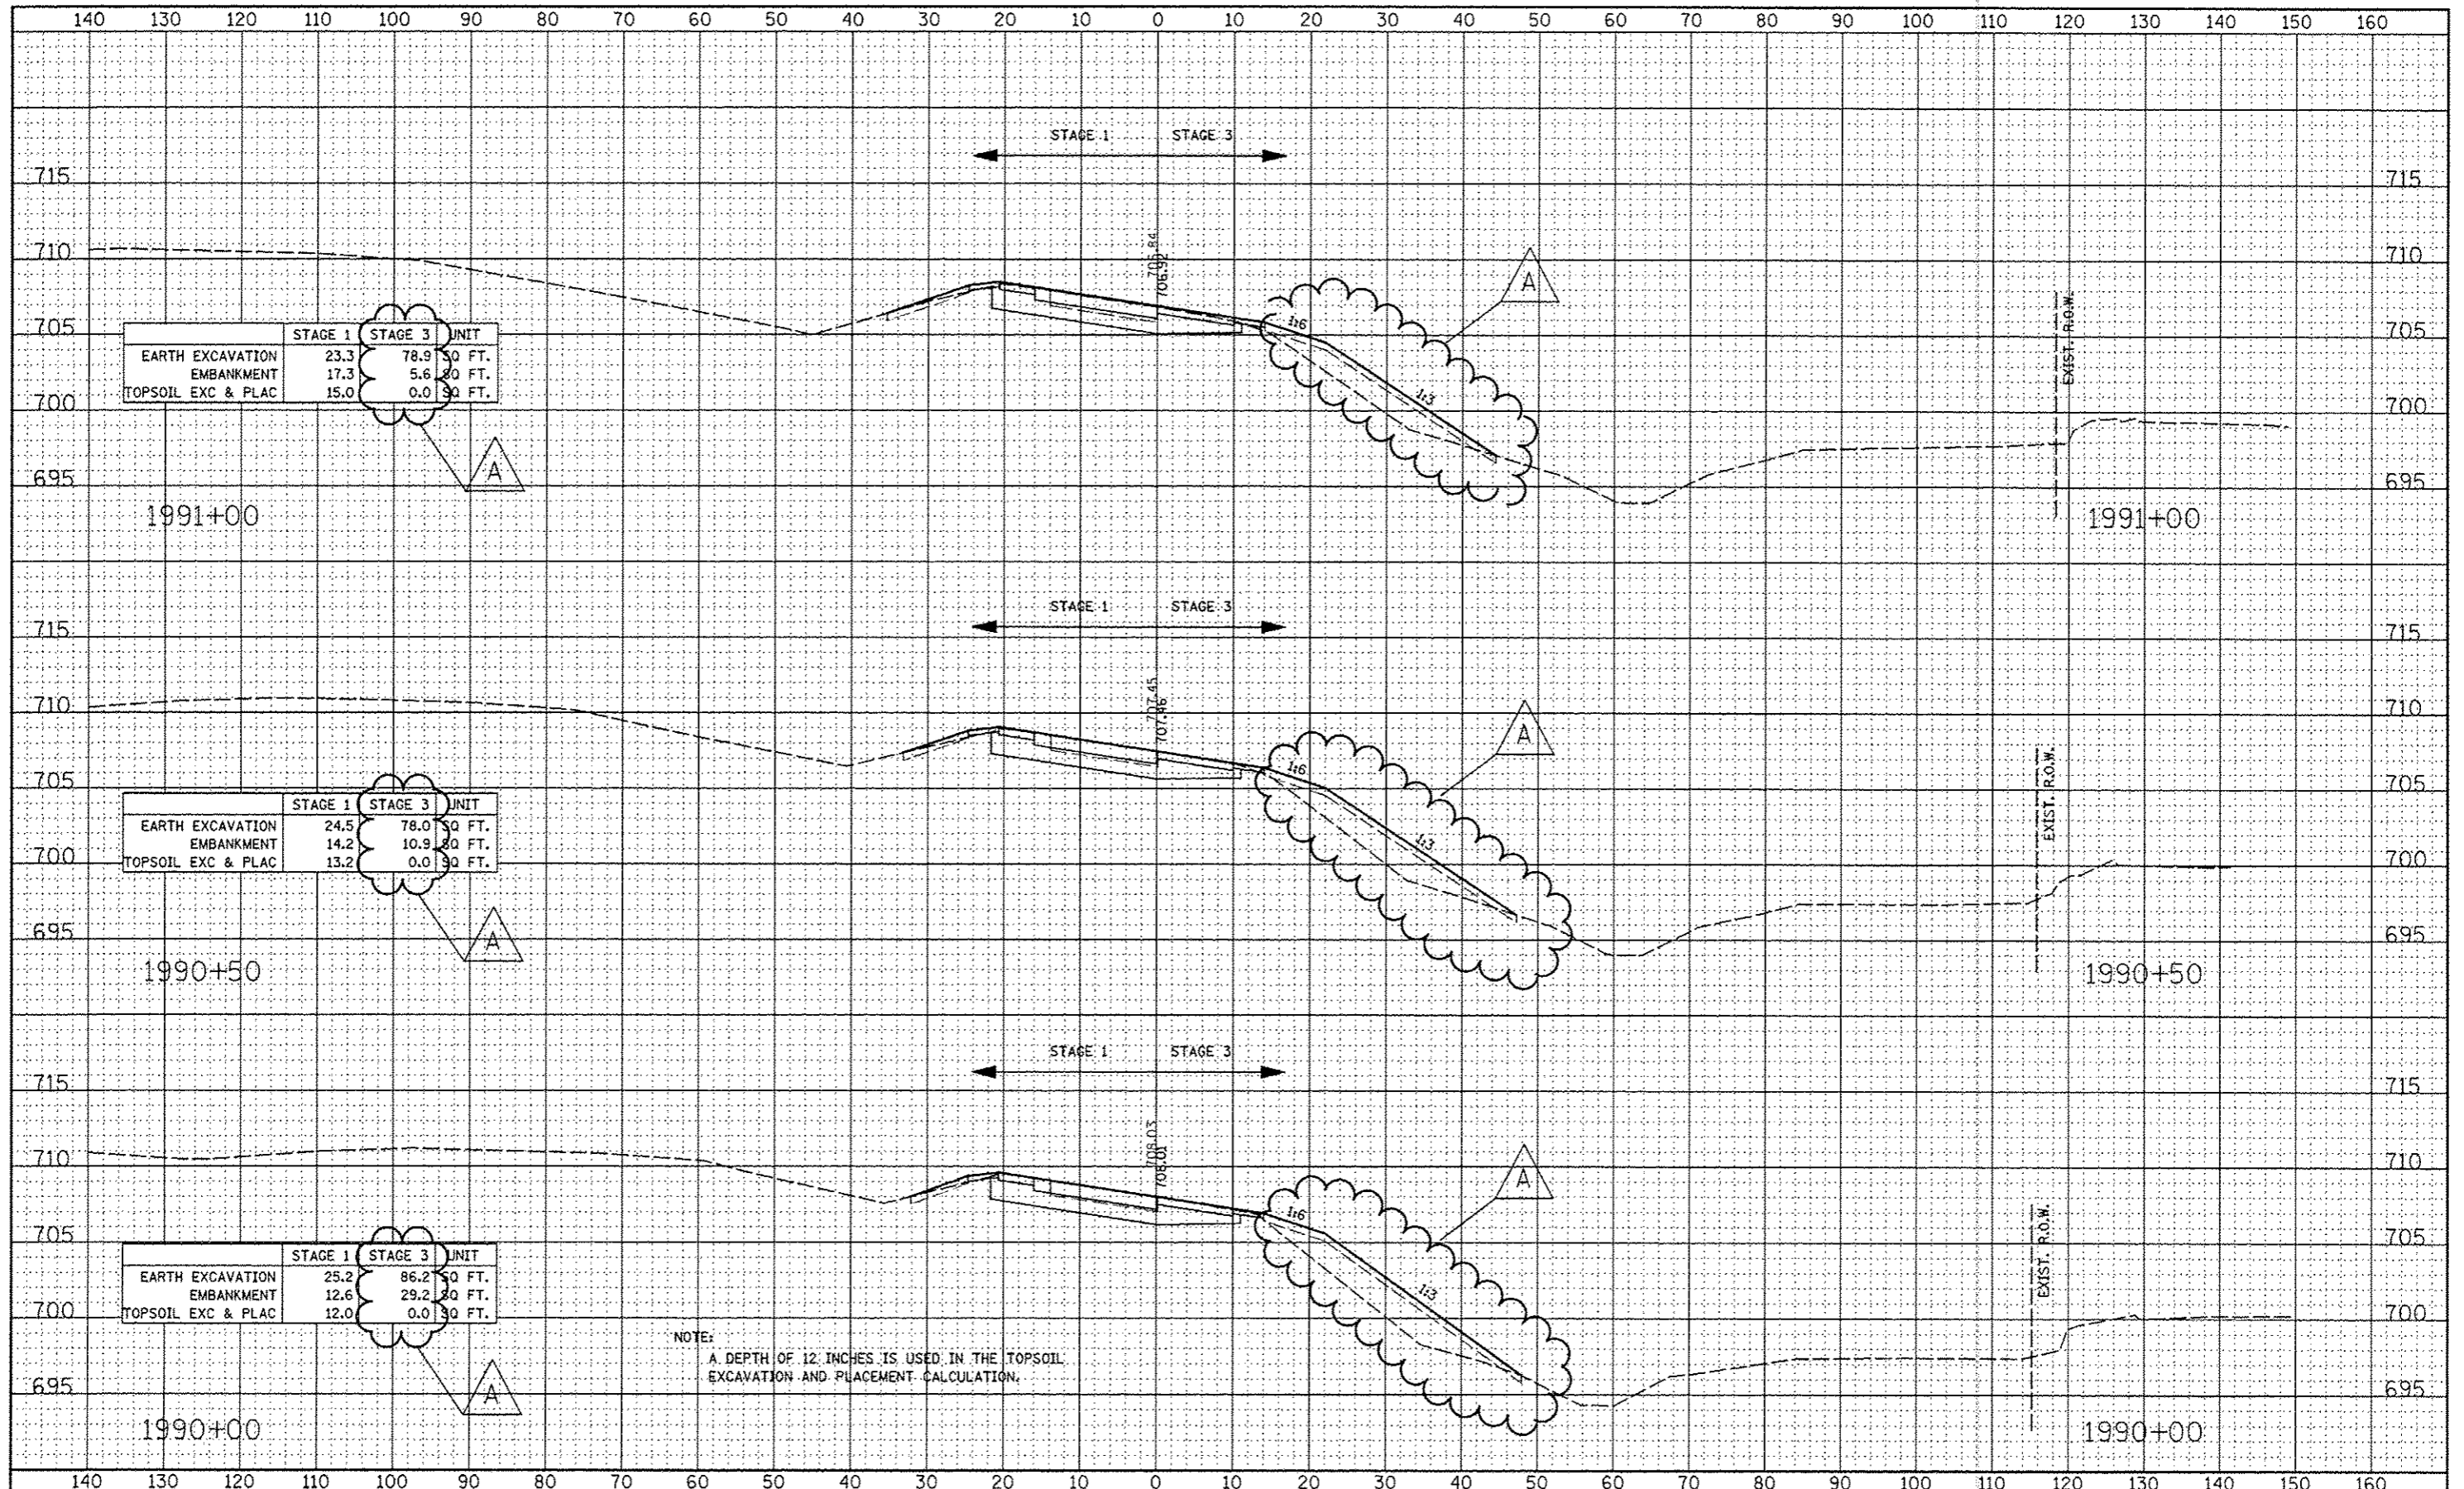 140 130 120 110 100 90 80 70 60 50 40 30 20 10 0 10 20 30 40 50 60 70 80 90 100 110 120 130 140 150 160
STAGE 1 STAGE 3
715 715
710 710
706.92
A
1:6
1:3
EXIST. R.O.W.
705 705
STAGE 1 STAGE 3 UNIT
EARTH EXCAVATION 23.3 78.9 SQ FT.
EMBANKMENT 17.3 5.6 SQ FT.
TOPSOIL EXC & PLAC 15.0 0.0 SQ FT.
700 700
A
695 695
1991+00 1991+00
STAGE 1 STAGE 3
715 715
710 710
707.45
707.46
A
1:6
1:3
EXIST. R.O.W.
705 705
STAGE 1 STAGE 3 UNIT
EARTH EXCAVATION 24.5 78.0 SQ FT.
EMBANKMENT 14.2 10.9 SQ FT.
TOPSOIL EXC & PLAC 13.2 0.0 SQ FT.
700 700
A
695 695
1990+50 1990+50
STAGE 1 STAGE 3
715 715
710 710
708.03
708.01
A
1:6
1:3
EXIST. R.O.W.
705 705
STAGE 1 STAGE 3 UNIT
EARTH EXCAVATION 25.2 86.2 SQ FT.
EMBANKMENT 12.6 29.2 SQ FT.
TOPSOIL EXC & PLAC 12.0 0.0 SQ FT.
700 700
NOTE:
A DEPTH OF 12 INCHES IS USED IN THE TOPSOIL
EXCAVATION AND PLACEMENT CALCULATION.
A
695 695
1990+00 1990+00
140 130 120 110 100 90 80 70 60 50 40 30 20 10 0 10 20 30 40 50 60 70 80 90 100 110 120 130 140 150 160